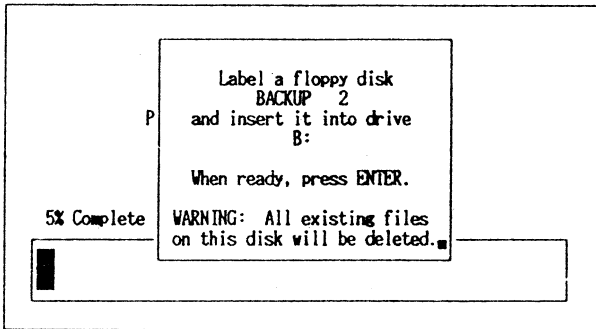 Label a floppy disk
BACKUP 2
P
and insert it into drive
B:
When ready, press ENTER.
5% Complete
WARNING: All existing files
on this disk will be deleted.